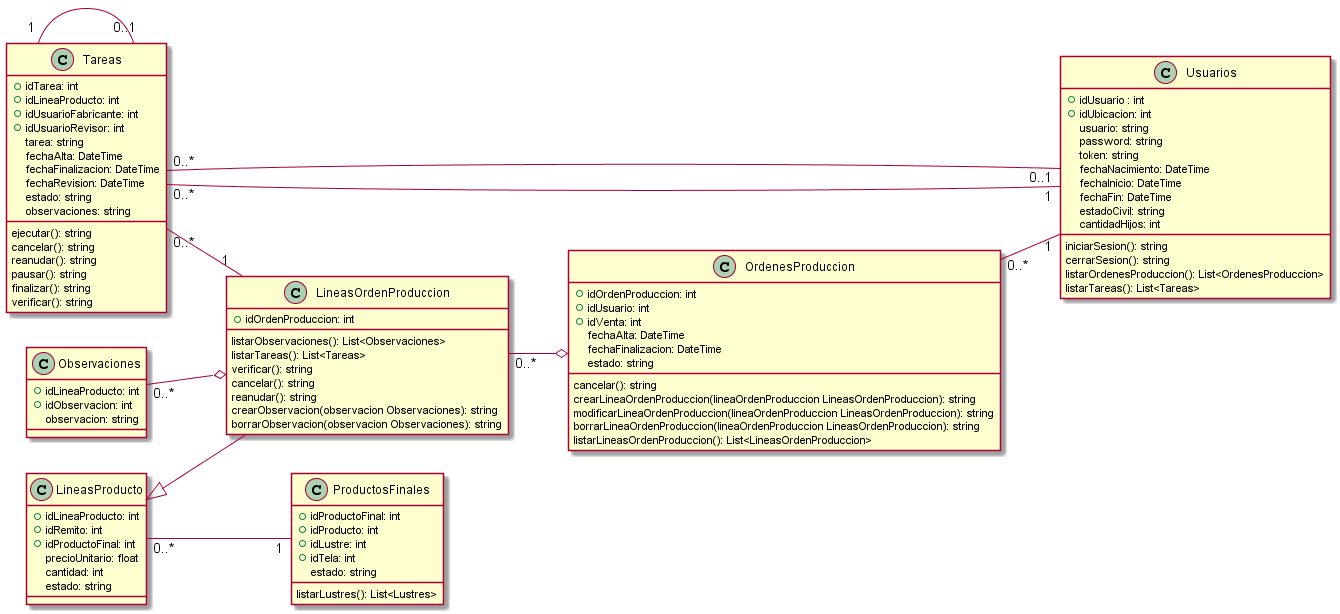 1
0..1
C Tareas
idTarea: int
idLineaProducto: int
idUsuarioFabricante: int
idUsuarioRevisor: int
tarea: string
fechaAlta: DateTime
fechaFinalizacion: DateTime
fechaRevision: DateTime
estado: string
observaciones: string
ejecutar(): string
cancelar(): string
reanudar(): string
pausar(): string
finalizar(): string
verificar(): string
0..*
0..*
0..*
1
0..1
1
C Usuarios
idUsuario : int
idUbicacion: int
usuario: string
password: string
token: string
fechaNacimiento: DateTime
fechaInicio: DateTime
fechaFin: DateTime
estadoCivil: string
cantidadHijos: int
iniciarSesion(): string
cerrarSesion(): string
listarOrdenesProduccion(): List<OrdenesProduccion>
listarTareas(): List<Tareas>
1
0..*
C LineasOrdenProduccion
idOrdenProduccion: int
listarObservaciones(): List<Observaciones>
listarTareas(): List<Tareas>
verificar(): string
cancelar(): string
reanudar(): string
crearObservacion(observacion Observaciones): string
borrarObservacion(observacion Observaciones): string
0..*
C OrdenesProduccion
idOrdenProduccion: int
idUsuario: int
idVenta: int
fechaAlta: DateTime
fechaFinalizacion: DateTime
estado: string
cancelar(): string
crearLineaOrdenProduccion(lineaOrdenProduccion LineasOrdenProduccion): string
modificarLineaOrdenProduccion(lineaOrdenProduccion LineasOrdenProduccion): string
borrarLineaOrdenProduccion(lineaOrdenProduccion LineasOrdenProduccion): string
listarLineasOrdenProduccion(): List<LineasOrdenProduccion>
C Observaciones
idLineaProducto: int
idObservacion: int
observacion: string
0..*
C LineasProducto
idLineaProducto: int
idRemito: int
idProductoFinal: int
precioUnitario: float
cantidad: int
estado: string
0..*
1
C ProductosFinales
idProductoFinal: int
idProducto: int
idLustre: int
idTela: int
estado: string
listarLustres(): List<Lustres>